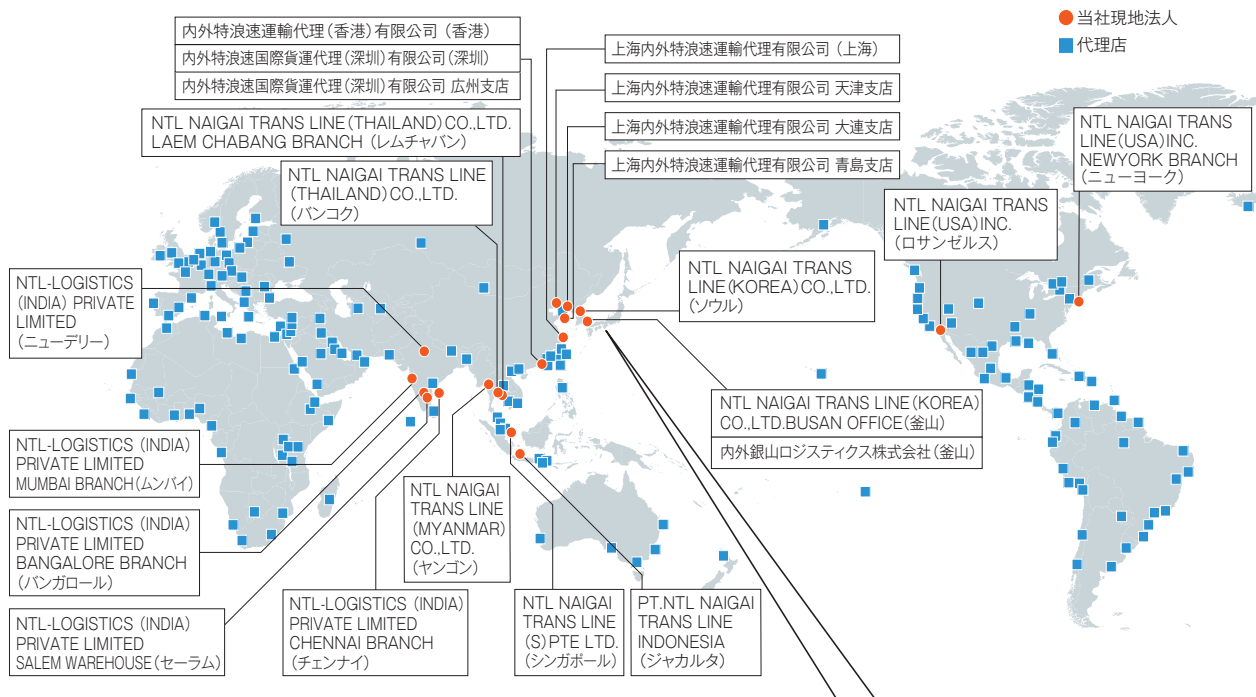 ● 当社現地法人
■ 代理店
内外特浪速運輸代理(香港)有限公司 (香港)
内外特浪速国際貨運代理(深圳)有限公司(深圳)
内外特浪速国際貨運代理(深圳)有限公司 広州支店
NTL NAIGAI TRANS LINE(THAILAND)CO.,LTD.
LAEM CHABANG BRANCH (レムチャバン)
NTL NAIGAI TRANS LINE
(THAILAND)CO.,LTD.
(バンコク)
上海内外特浪速運輸代理有限公司 (上海)
上海内外特浪速運輸代理有限公司 天津支店
上海内外特浪速運輸代理有限公司 大連支店
上海内外特浪速運輸代理有限公司 青島支店
NTL NAIGAI TRANS
LINE(USA)INC.
NEWYORK BRANCH
(ニューヨーク)
NTL NAIGAI TRANS
LINE(USA)INC.
(ロサンゼルス)
NTL NAIGAI TRANS
LINE(KOREA)CO.,LTD.
(ソウル)
NTL-LOGISTICS
(INDIA) PRIVATE
LIMITED
(ニューデリー)
NTL NAIGAI TRANS LINE(KOREA)
CO.,LTD.BUSAN OFFICE(釜山)
内外銀山ロジスティクス株式会社(釜山)
NTL-LOGISTICS (INDIA)
PRIVATE LIMITED
MUMBAI BRANCH(ムンバイ)
NTL-LOGISTICS (INDIA)
PRIVATE LIMITED
BANGALORE BRANCH
(バンガロール)
NTL-LOGISTICS (INDIA)
PRIVATE LIMITED
SALEM WAREHOUSE(セーラム)
NTL-LOGISTICS (INDIA)
PRIVATE LIMITED
CHENNAI BRANCH
(チェンナイ)
NTL NAIGAI
TRANS LINE
(MYANMAR)
CO.,LTD.
(ヤンゴン)
NTL NAIGAI
TRANS LINE
(S)PTE LTD.
(シンガポール)
PT.NTL NAIGAI
TRANS LINE
INDONESIA
(ジャカルタ)